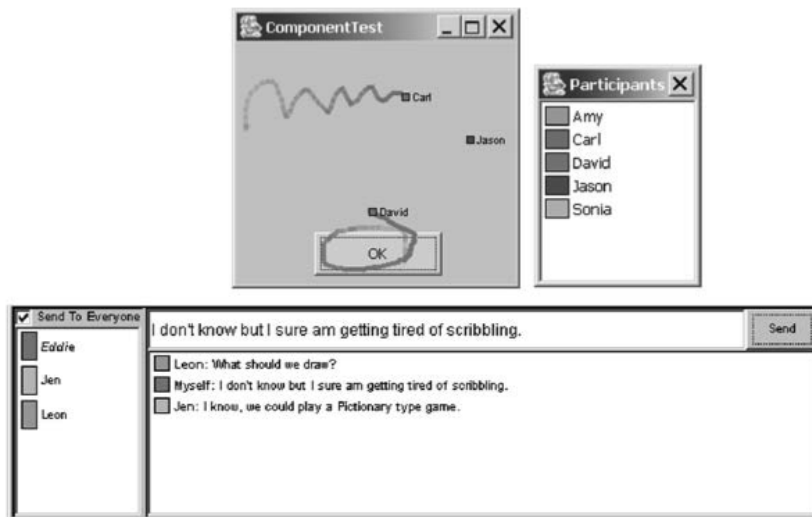 ComponentTest
Carl
Jason
David
OK
Participants
Amy
Carl
David
Jason
Sonia
Send To Everyone
Eddie
Jen
Leon
I don't know but I sure am getting tired of scribbling.
Send
Leon: What should we draw?
Myself: I don't know but I sure am getting tired of scribbling.
Jen: I know, we could play a Pictionary type game.